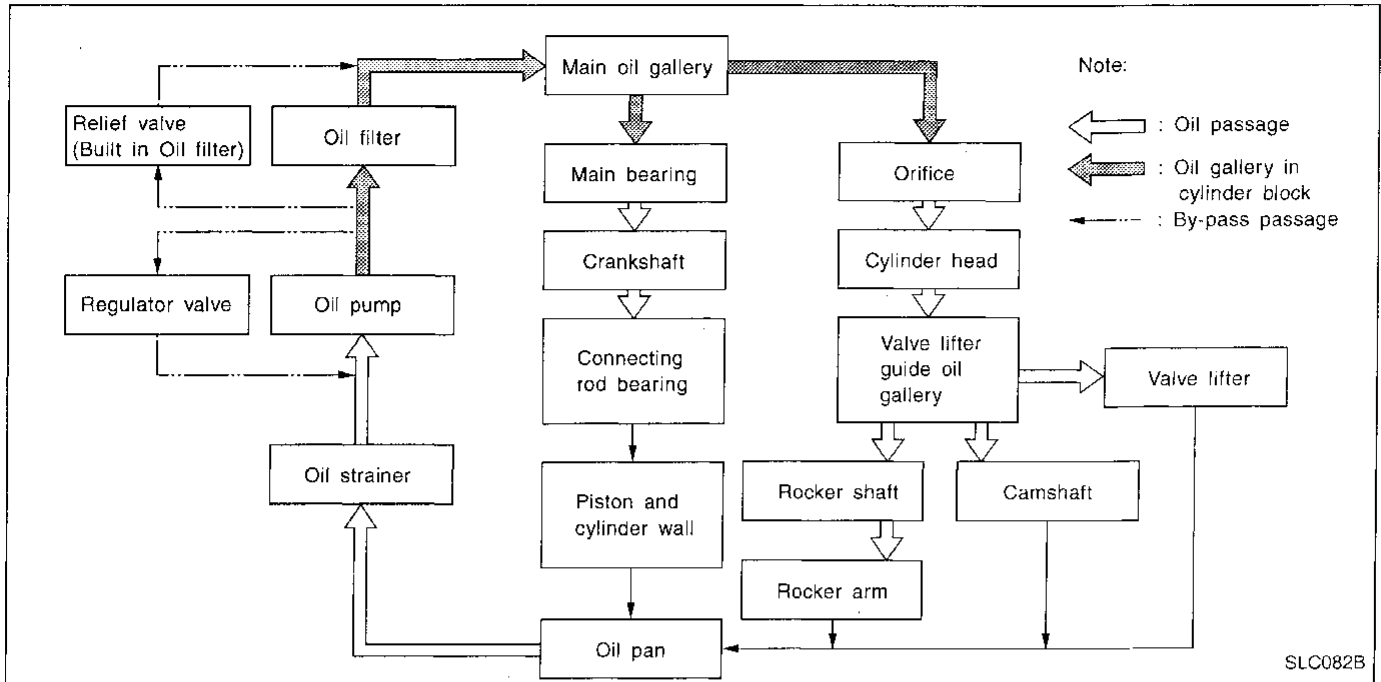 Main oil gallery
Note:
Relief valve
(Built in Oil filter)
Oil filter
: Oil passage
: Oil gallery in
cylinder block
: By-pass passage
Main bearing
Orifice
Crankshaft
Cylinder head
Regulator valve
Oil pump
Connecting
rod bearing
Valve lifter
guide oil
gallery
Valve lifter
Oil strainer
Piston and
cylinder wall
Rocker shaft
Camshaft
Rocker arm
Oil pan
SLC082B